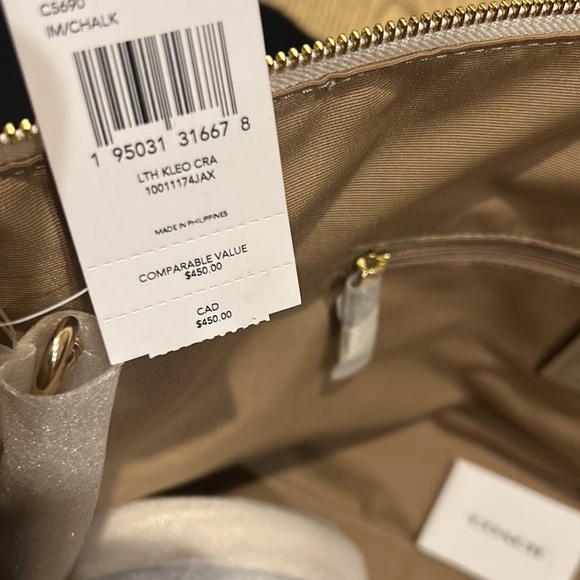 C5690
IM/CHALK
1 95031 31667 8
LTH KLEO CRA
10011174JAX
MADE IN PHILIPPINES
COMPARABLE VALUE
$450.00
CAD
$450.00